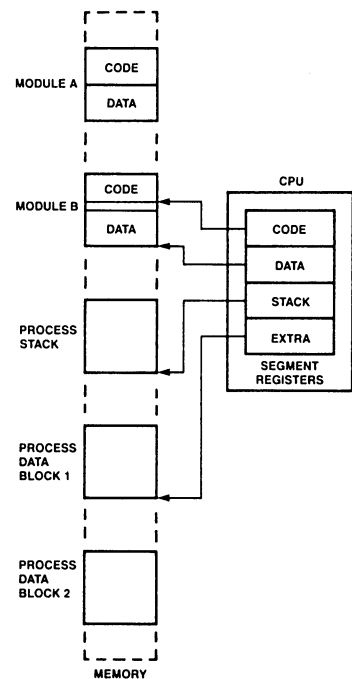 MODULE A
CODE
DATA
MODULE B
CODE
DATA
PROCESS
STACK
PROCESS
DATA
BLOCK 1
PROCESS
DATA
BLOCK 2
MEMORY
CPU
CODE
DATA
STACK
EXTRA
SEGMENT
REGISTERS